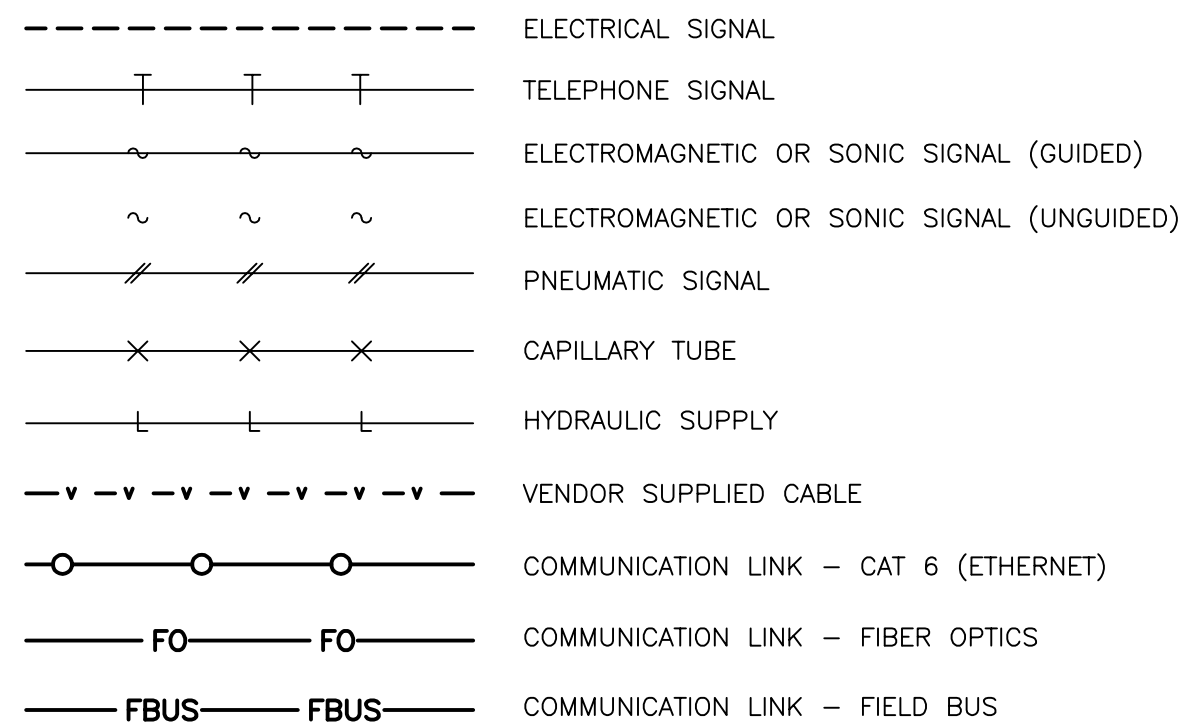 ELECTRICAL SIGNAL
T T T TELEPHONE SIGNAL
ELECTROMAGNETIC OR SONIC SIGNAL (GUIDED)
ELECTROMAGNETIC OR SONIC SIGNAL (UNGUIDED)
PNEUMATIC SIGNAL
CAPILLARY TUBE
L L L HYDRAULIC SUPPLY
V V V V V V V VENDOR SUPPLIED CABLE
COMMUNICATION LINK – CAT 6 (ETHERNET)
FO FO COMMUNICATION LINK – FIBER OPTICS
FBUS FBUS COMMUNICATION LINK – FIELD BUS